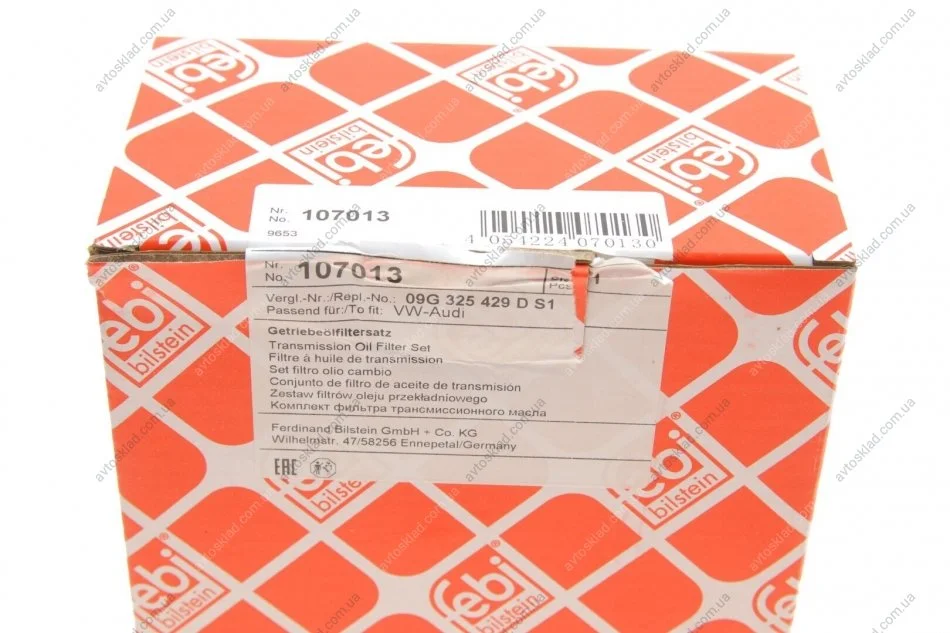 febi
bilstein
Nr.
No. 107013
9653
4 054224 070130
Nr.
No. 107013
1
Vergl.-Nr./Repl.-No.: 09G 325 429 D S1
Passend für:/To fit: VW-Audi
Getriebeölfiltersatz
Transmission Oil Filter Set
Filtre à huile de transmission
Set filtro olio cambio
Conjunto de filtro de aceite de transmisión
Zestaw filtrów oleju przekładniowego
Комплект фильтра трансмиссионного масла
Ferdinand Bilstein GmbH + Co. KG
Wilhelmstr. 47/58256 Ennepetal/Germany
EAC
avtosklad.com.ua